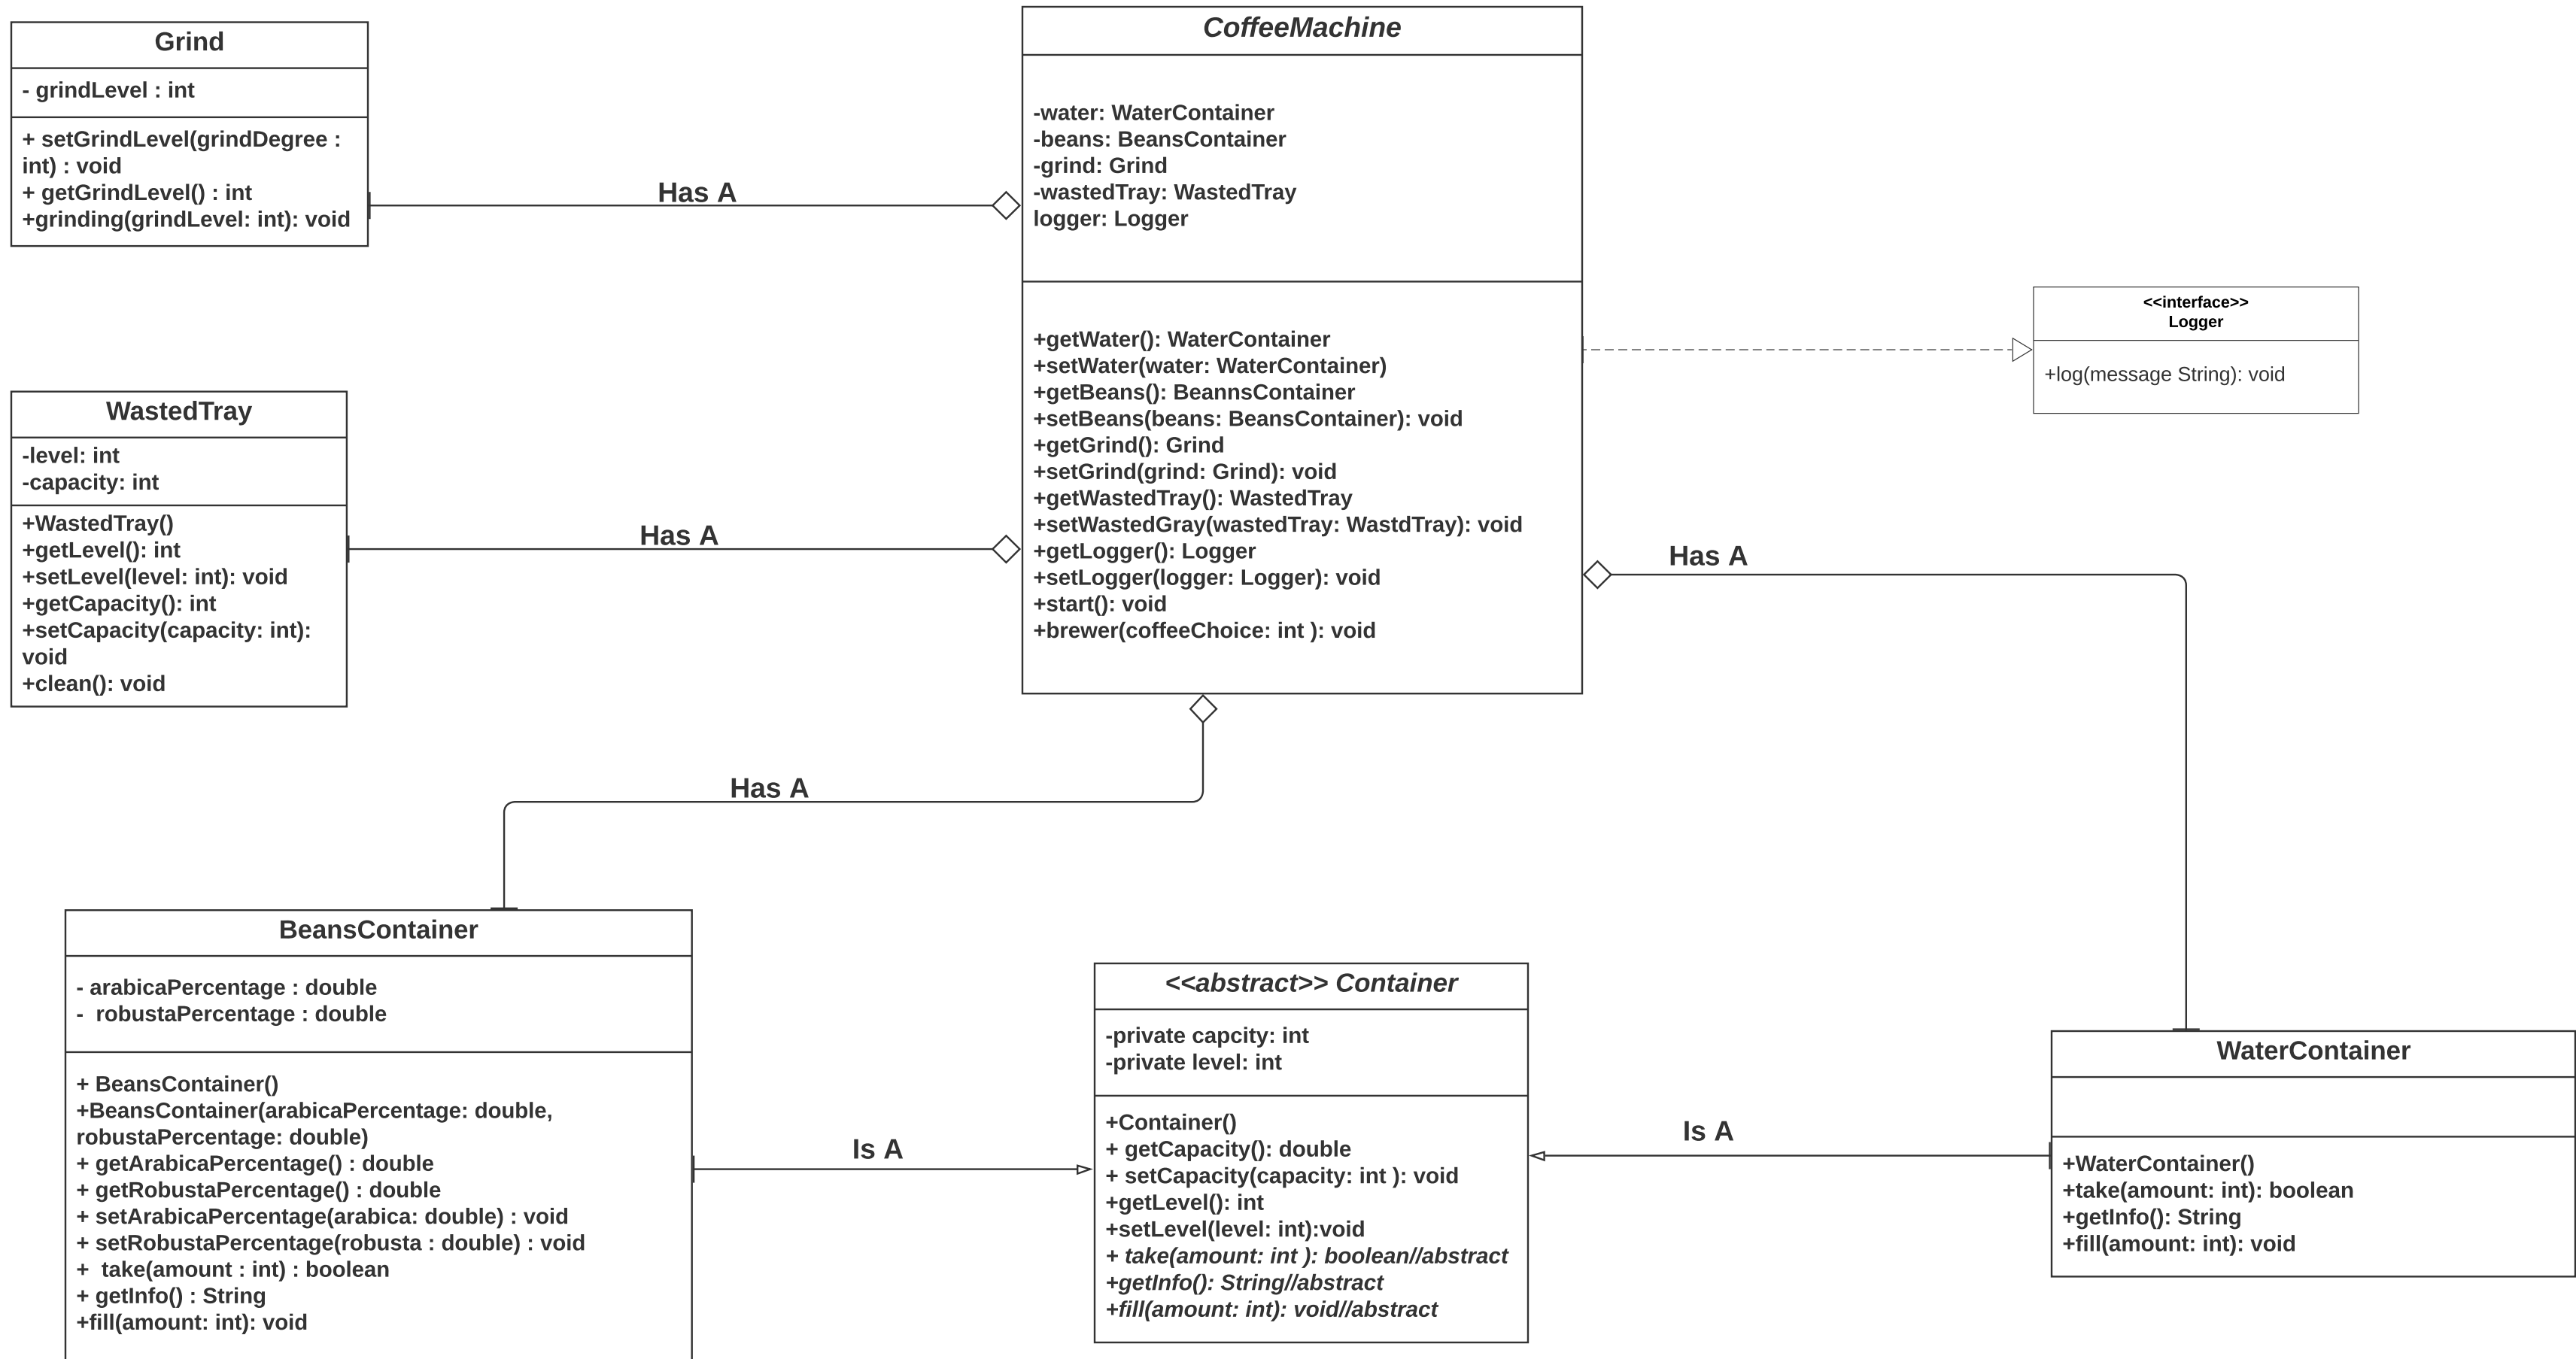 Grind
- grindLevel : int
+ setGrindLevel(grindDegree :
int) : void
+ getGrindLevel() : int
+grinding(grindLevel: int): void
Has A
CoffeeMachine
-water: WaterContainer
-beans: BeansContainer
-grind: Grind
-wastedTray: WastedTray
logger: Logger
+getWater(): WaterContainer
+setWater(water: WaterContainer)
+getBeans(): BeannsContainer
+setBeans(beans: BeansContainer): void
+getGrind(): Grind
+setGrind(grind: Grind): void
+getWastedTray(): WastedTray
+setWastedGray(wastedTray: WastdTray): void
+getLogger(): Logger
+setLogger(logger: Logger): void
+start(): void
+brewer(coffeeChoice: int ): void
<<interface>>
Logger
+log(message String): void
WastedTray
-level: int
-capacity: int
+WastedTray()
+getLevel(): int
+setLevel(level: int): void
+getCapacity(): int
+setCapacity(capacity: int):
void
+clean(): void
Has A
Has A
Has A
BeansContainer
- arabicaPercentage : double
-  robustaPercentage : double
+ BeansContainer()
+BeansContainer(arabicaPercentage: double,
robustaPercentage: double)
+ getArabicaPercentage() : double
+ getRobustaPercentage() : double
+ setArabicaPercentage(arabica: double) : void
+ setRobustaPercentage(robusta : double) : void
+  take(amount : int) : boolean
+ getInfo() : String
+fill(amount: int): void
Is A
<<abstract>> Container
-private capcity: int
-private level: int
+Container()
+ getCapacity(): double
+ setCapacity(capacity: int ): void
+getLevel(): int
+setLevel(level: int):void
+ take(amount: int ): boolean//abstract
+getInfo(): String//abstract
+fill(amount: int): void//abstract
Is A
WaterContainer
+WaterContainer()
+take(amount: int): boolean
+getInfo(): String
+fill(amount: int): void